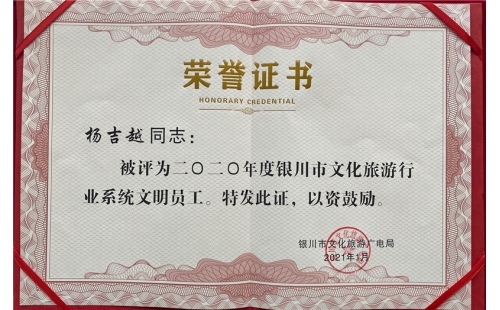 荣誉证书
HONORARY CREDENTIAL
杨吉越同志：
被评为二〇二〇年度银川市文化旅游行
业系统文明员工。特发此证，以资鼓励。
银川市文化旅游广电局
2021年1月